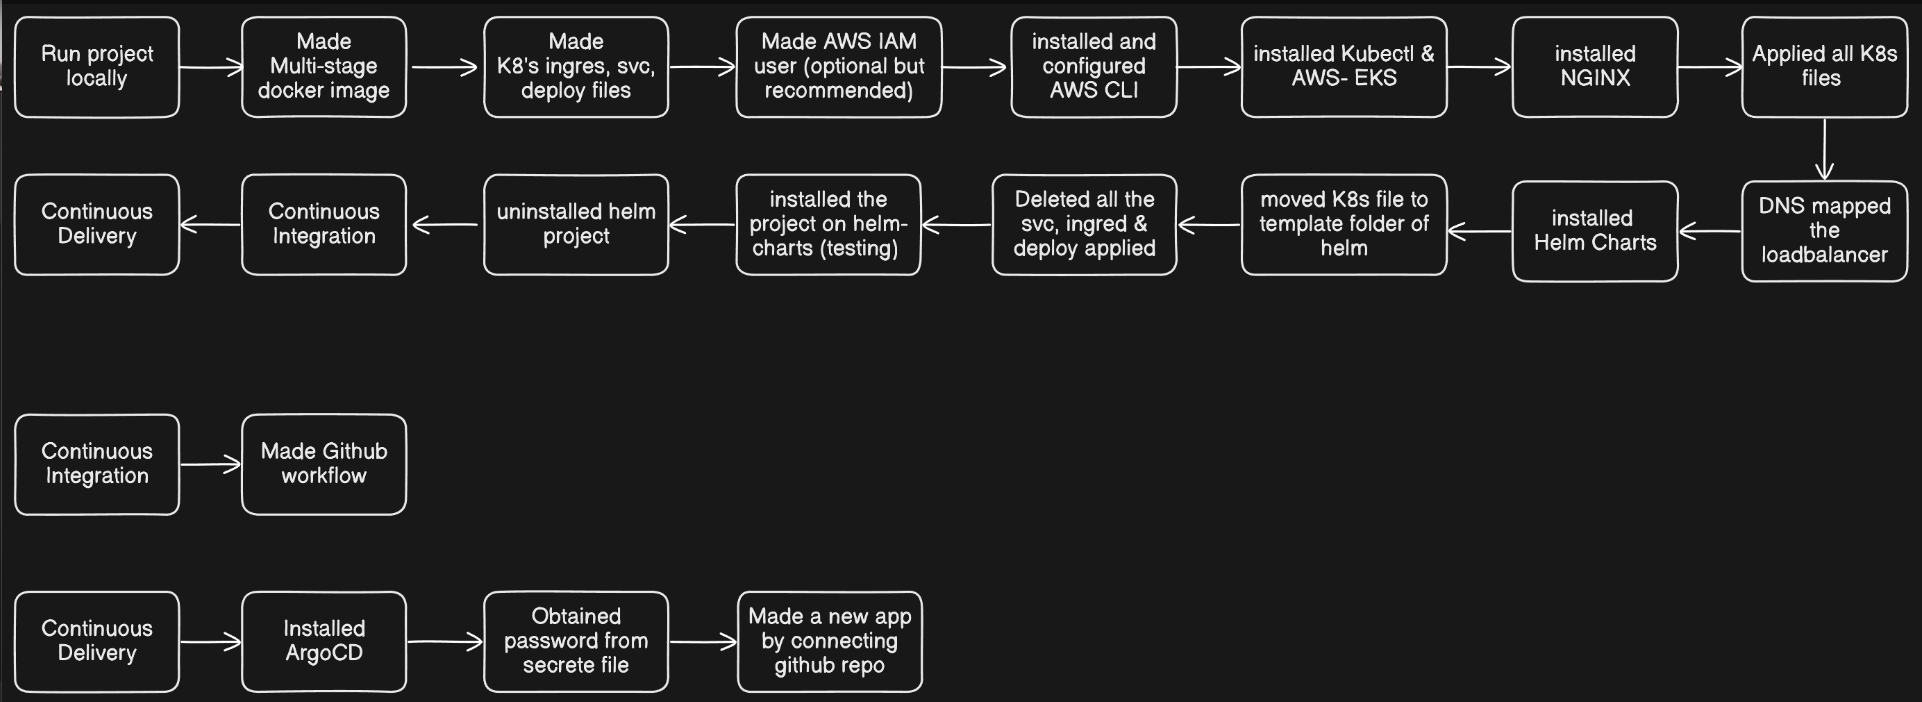 Run project
locally
Made
Multi-stage
docker image
Made
K8's ingres, svc,
deploy files
Made AWS IAM
user (optional but
recommended)
installed and
configured
AWS CLI
installed Kubectl &
AWS- EKS
installed
NGINX
Applied all K8s
files
DNS mapped
the
loadbalancer
installed
Helm Charts
moved K8s file to
template folder of
helm
Deleted all the
svc, ingred &
deploy applied
installed the
project on helm-
charts (testing)
uninstalled helm
project
Continuous
Integration
Continuous
Delivery
Continuous
Integration
Made Github
workflow
Continuous
Delivery
Installed
ArgoCD
Obtained
password from
secrete file
Made a new app
by connecting
github repo